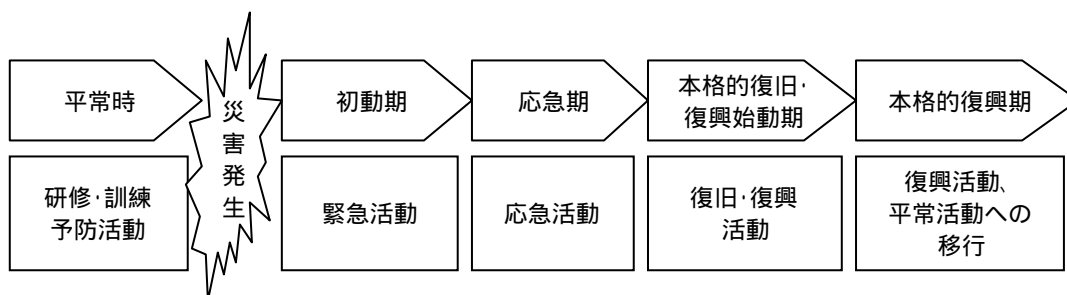 平常時
災害発生
初動期
応急期
本格的復旧・
復興始動期
本格的復興期
研修・訓練
予防活動
緊急活動
応急活動
復旧・復興
活動
復興活動、
平常活動への
移行